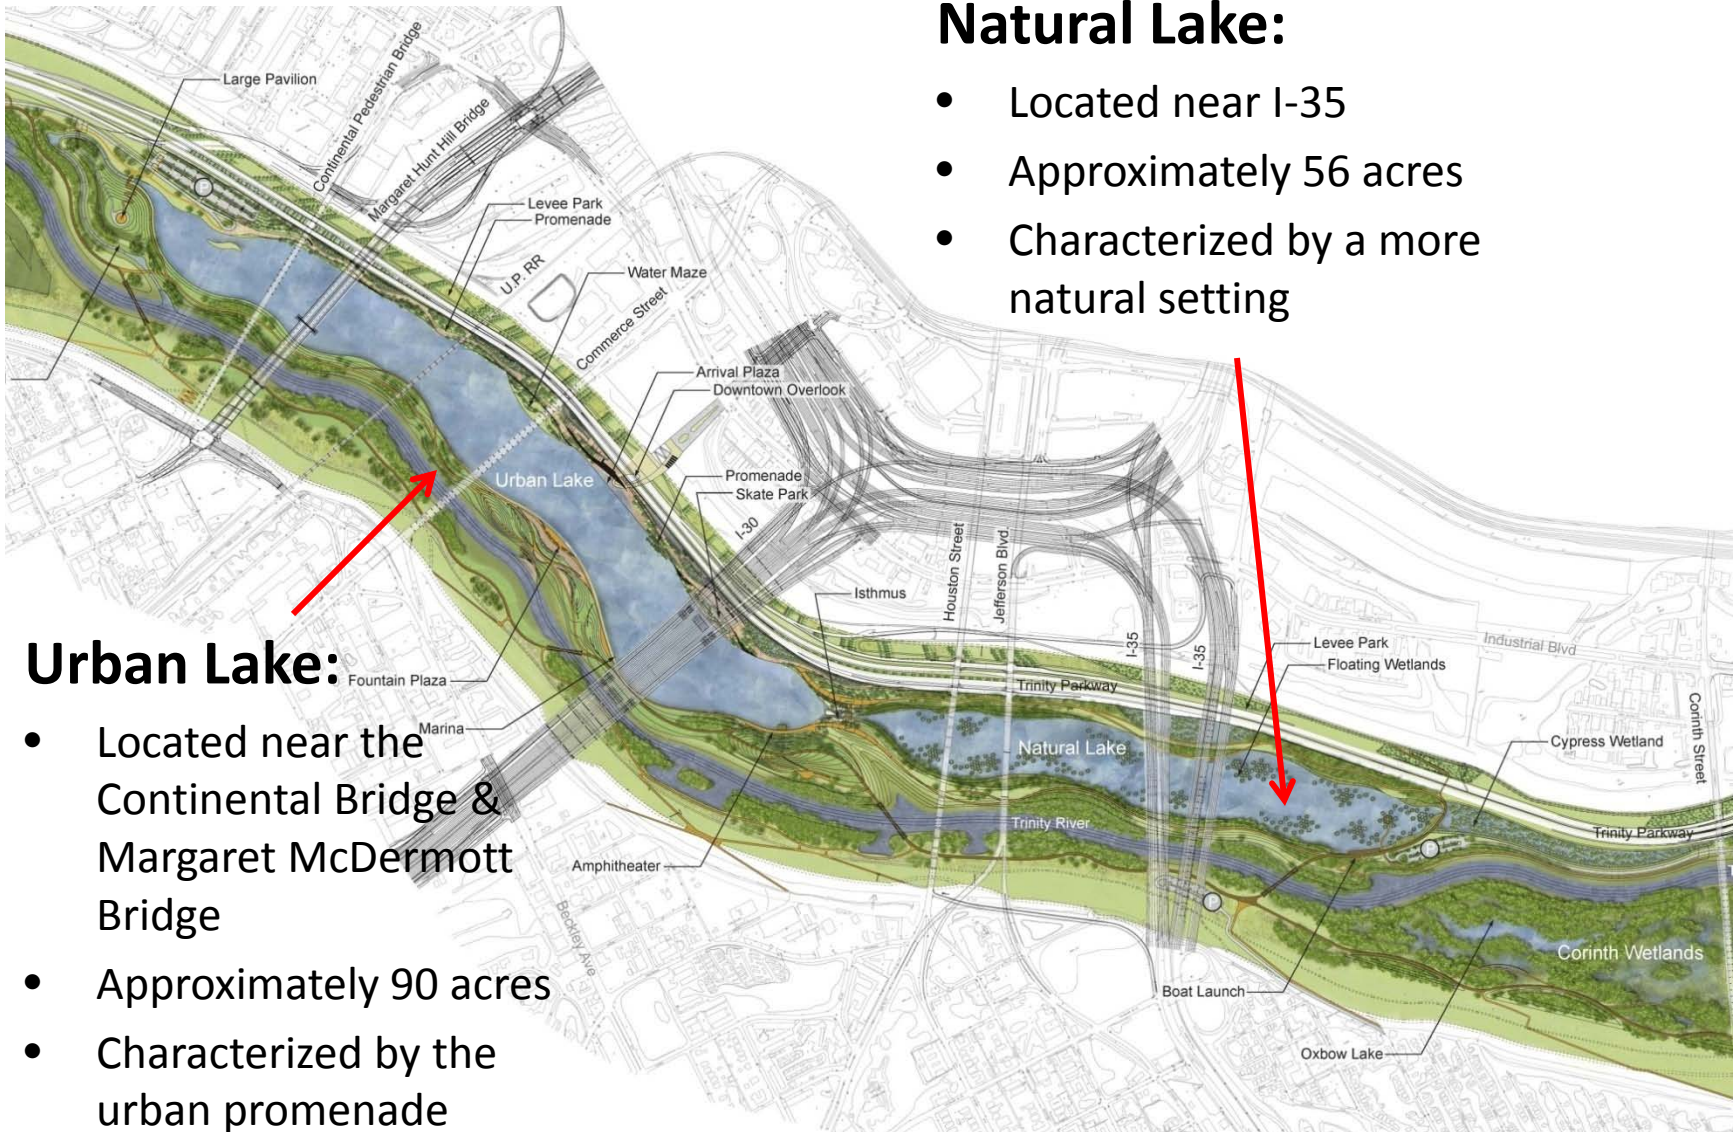 Natural Lake:
• Located near I-35
• Approximately 56 acres
• Characterized by a more
natural setting
Large Pavilion
Continental Pedestrian Bridge
Margaret Hunt Hill Bridge
P
Levee Park
Promenade
U.P. RR
Water Maze
Commerce Street
Arrival Plaza
Downtown Overlook
Urban Lake
Promenade
Skate Park
I-30
Isthmus
Houston Street
Jefferson Blvd.
I-35
I-35
Levee Park
Floating Wetlands
Industrial Blvd
Corinth Street
Trinity Parkway
Natural Lake
Cypress Wetland
Trinity River
Trinity Parkway
P
P
Corinth Wetlands
Boat Launch
Oxbow Lake
Fountain Plaza
Marina
Amphitheater
Beckley Ave
Urban Lake:
• Located near the
Continental Bridge &
Margaret McDermott
Bridge
• Approximately 90 acres
• Characterized by the
urban promenade